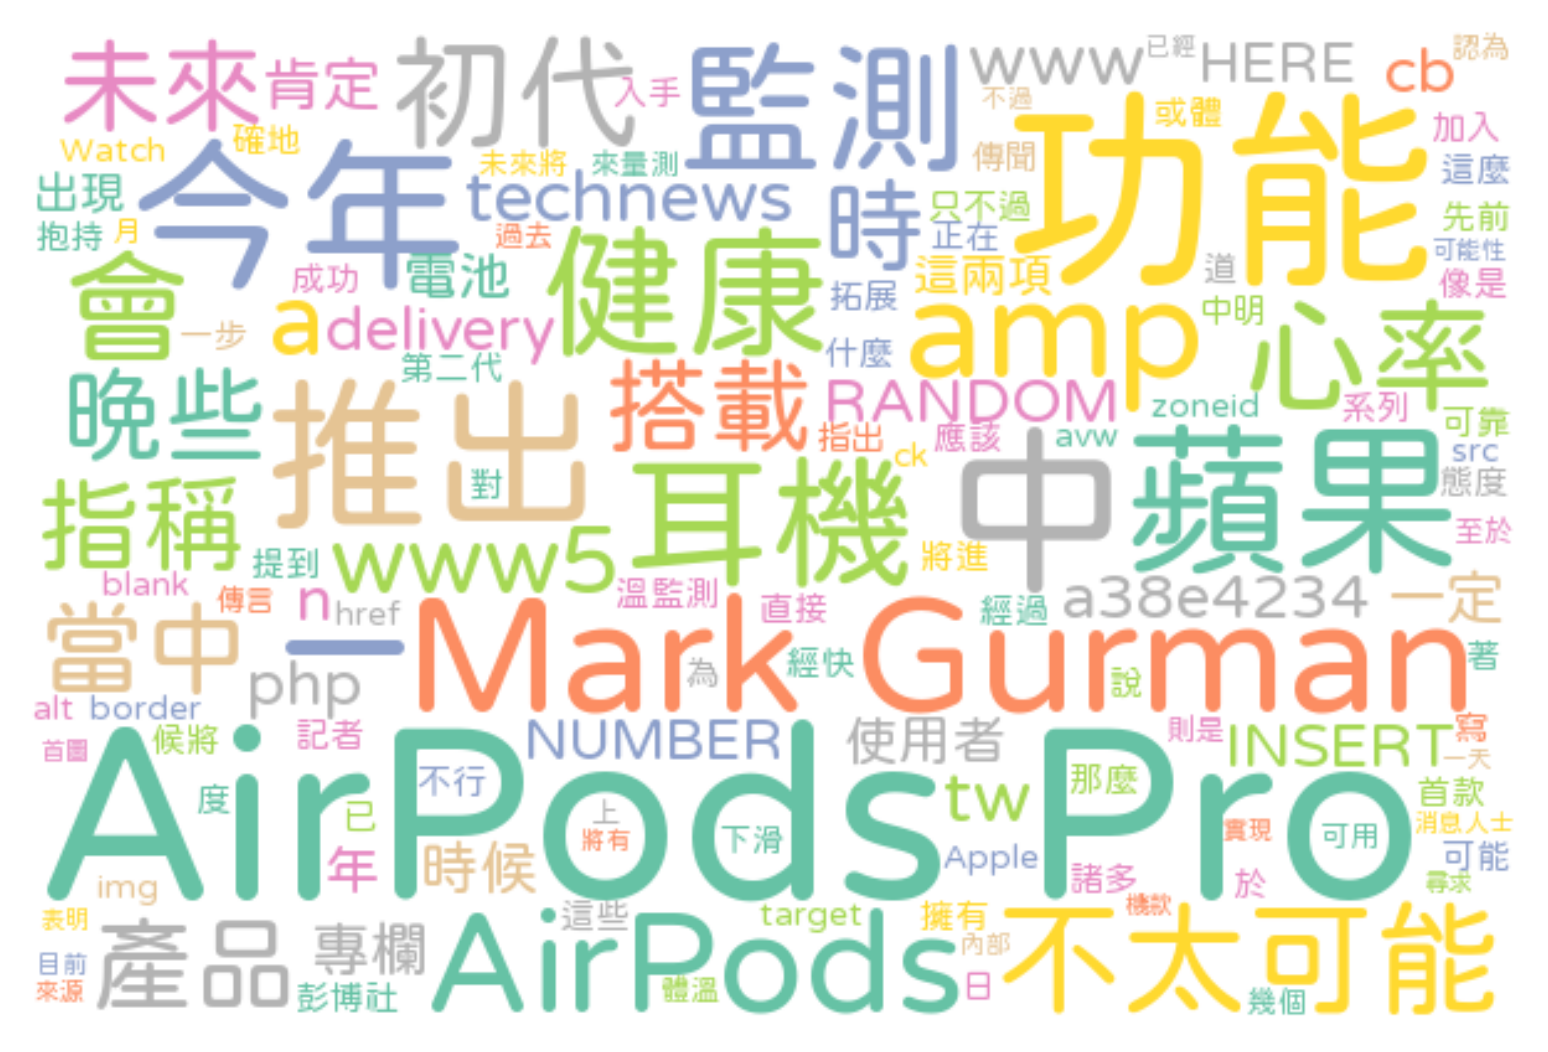 未來
肯定
初代
入手
監測
www
已經
HERE
cb
認為
Watch
確地
不過
或體
加入
未來將
來量測
傳聞
功能
這麼
出現
今年
technews
時
只不過
先前
抱持
月
過去
正在
可能性
會
成功
電池
健康
這兩項
道
像是
拓展
一步
a
delivery
什麼
amp
中明
心率
第二代
晚些
推出
搭載
RANDOM
zoneid
系列
可靠
指出
應該
avw
蘋果
src
ck
對
耳機
中
態度
指稱
至於
提到
www5
將進
blank
傳言
n
href
溫監測
直接
經過
a38e4234
一定
當中
一
Mark Gurman
著
php
為
經快
說
alt
border
首圖
候將
記者
NUMBER
使用者
則是
INSERT
寫
一天
AirPods Pro
不行
tw
那麼
首款
度
已
上
將有
下滑
實現
可用
消息人士
年
時候
Apple
可能
img
諸多
於
尋求
表明
產品
專欄
AirPods
這些
target
擁有
機款
不太可能
目前
內部
來源
彭博社
體溫
日
幾個